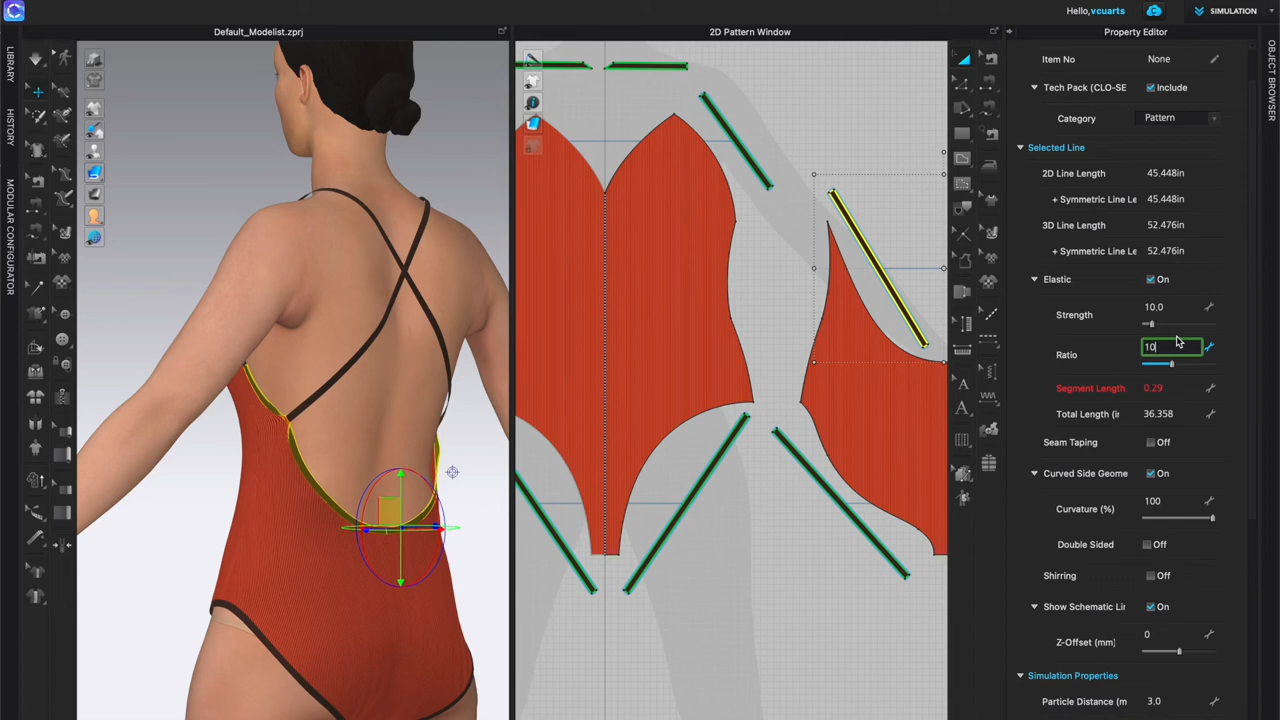 Hello, vcuarts
SIMULATION
Default_Modelist.zprj
2D Pattern Window
Property Editor
LIBRARY
HISTORY
MODULAR CONFIGURATOR
OBJECT BROWSER
Item No None
Tech Pack (CLO-SE Include
Category Pattern
Selected Line
2D Line Length 45.448in
+ Symmetric Line Le 45.448in
3D Line Length 52.476in
+ Symmetric Line Le 52.476in
Elastic On
Strength 10.0
Ratio 10
Segment Length 0.29
Total Length (ir 36.358
Seam Taping Off
Curved Side Geome On
Curvature (%) 100
Double Sided Off
Shirring Off
Show Schematic Lir On
Z-Offset (mm) 0
Simulation Properties
Particle Distance (m 3.0